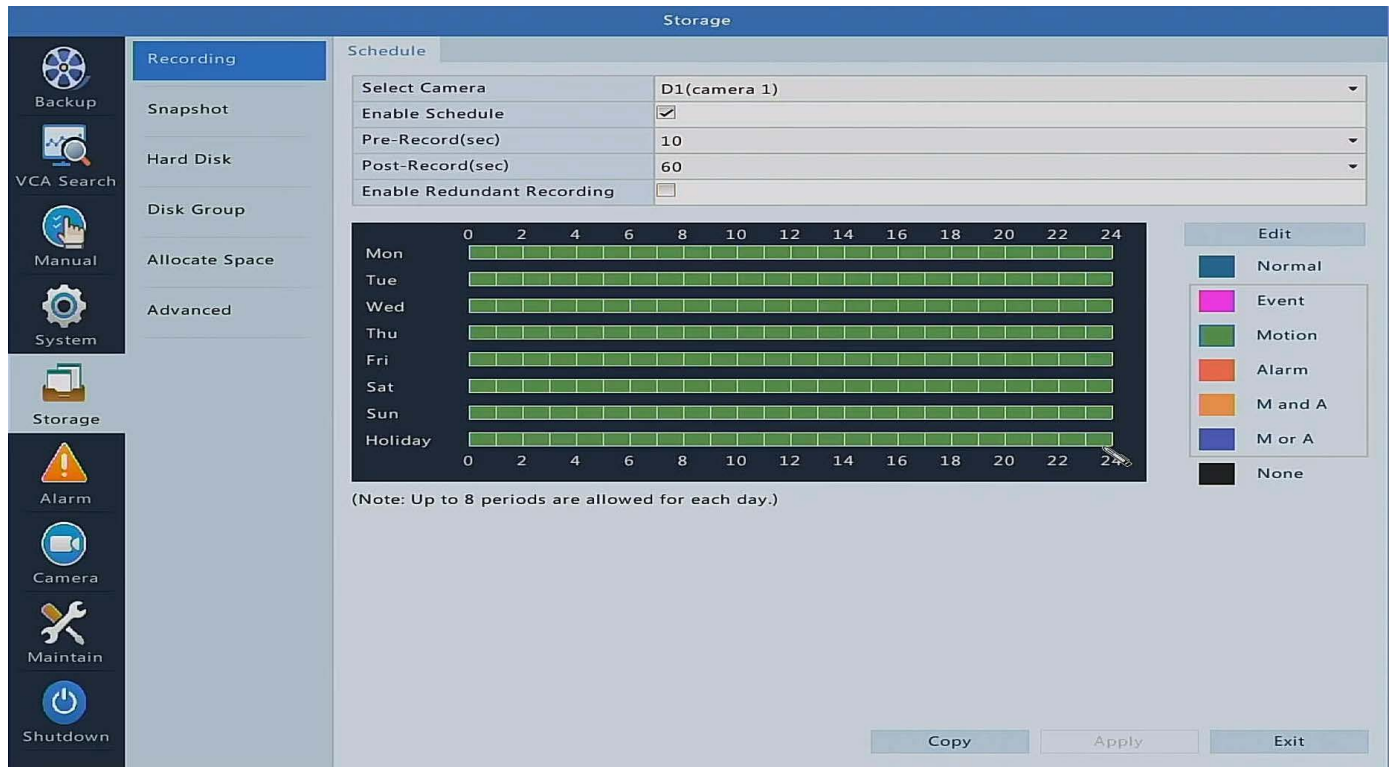 Storage
Backup
VCA Search
Manual
System
Storage
Alarm
Camera
Maintain
Shutdown
Recording
Snapshot
Hard Disk
Disk Group
Allocate Space
Advanced
Schedule
Select Camera D1(camera 1)
Enable Schedule
Pre-Record(sec) 10
Post-Record(sec) 60
Enable Redundant Recording
0 2 4 6 8 10 12 14 16 18 20 22 24
Mon
Tue
Wed
Thu
Fri
Sat
Sun
Holiday
0 2 4 6 8 10 12 14 16 18 20 22 24
Edit
Normal
Event
Motion
Alarm
M and A
M or A
None
(Note: Up to 8 periods are allowed for each day.)
Copy Apply Exit